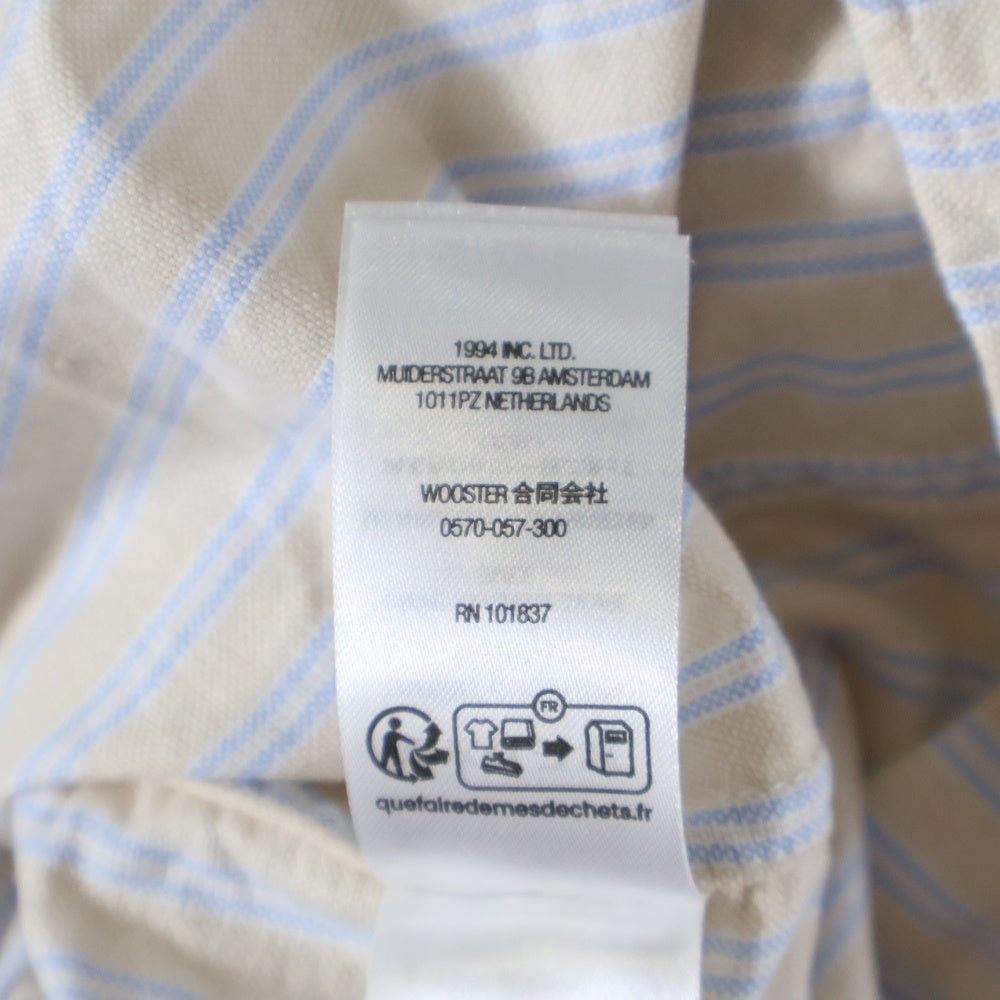 1994 INC. LTD.
MUIDERSTRAAT 9B AMSTERDAM
1011PZ NETHERLANDS
WOOSTER 合同会社
0570-057-300
RN 101837
FR
quefairedemesdechets.fr